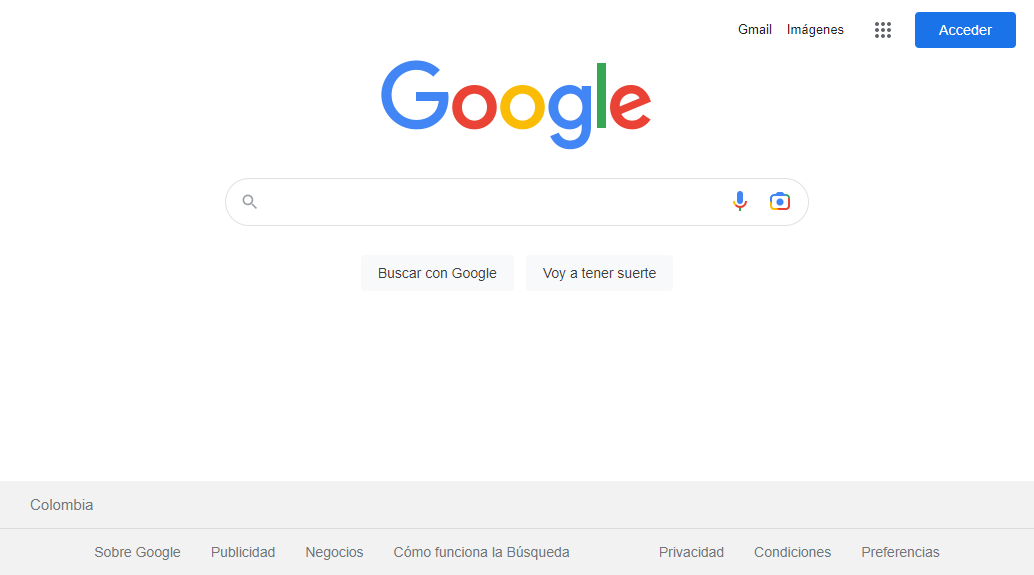 Gmail Imágenes Acceder
Google
Buscar con Google Voy a tener suerte
Colombia
Sobre Google Publicidad Negocios Cómo funciona la Búsqueda Privacidad Condiciones Preferencias